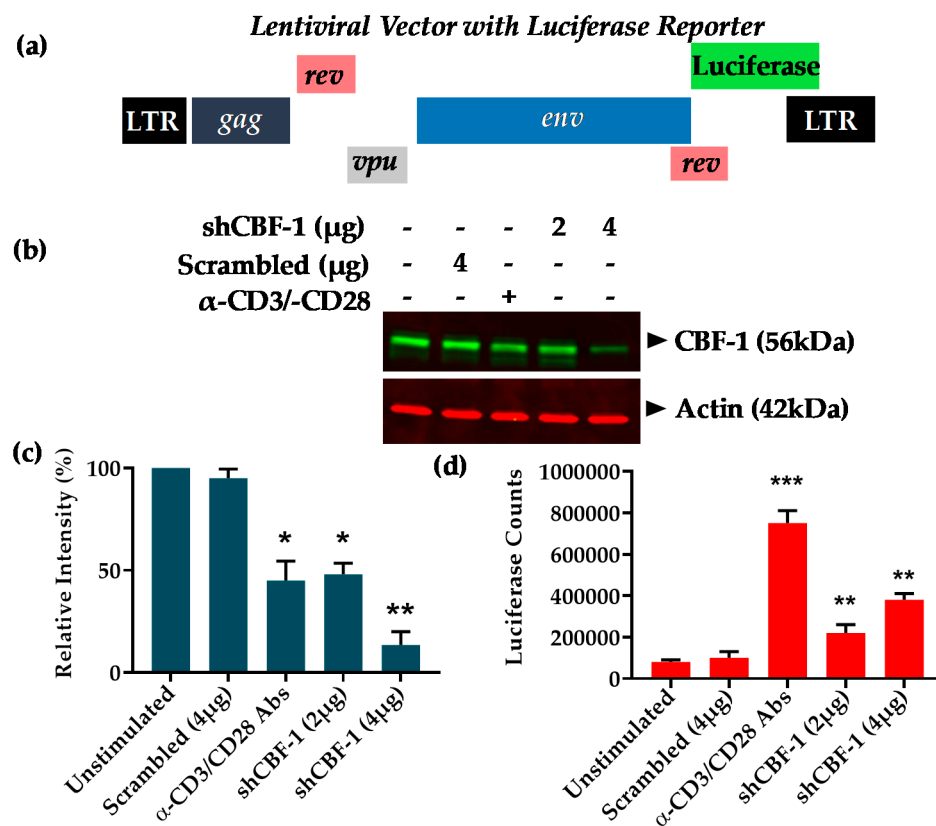 Lentiviral Vector with Luciferase Reporter
(a)
rev
Luciferase
LTR gag env LTR
vpu rev
(b)
shCBF-1 (µg) - - - 2 4
Scrambled (µg) - 4 - - -
α-CD3/-CD28 - - + - -
CBF-1 (56kDa)
Actin (42kDa)
(c)
Relative Intensity (%)
100
50
0
*
*
**
Unstimulated
Scrambled (4µg)
α-CD3/CD28 Abs
shCBF-1 (2µg)
shCBF-1 (4µg)
(d)
Luciferase Counts
1000000
800000
600000
400000
200000
0
***
**
**
Unstimulated
Scrambled (4µg)
α-CD3/CD28 Abs
shCBF-1 (2µg)
shCBF-1 (4µg)